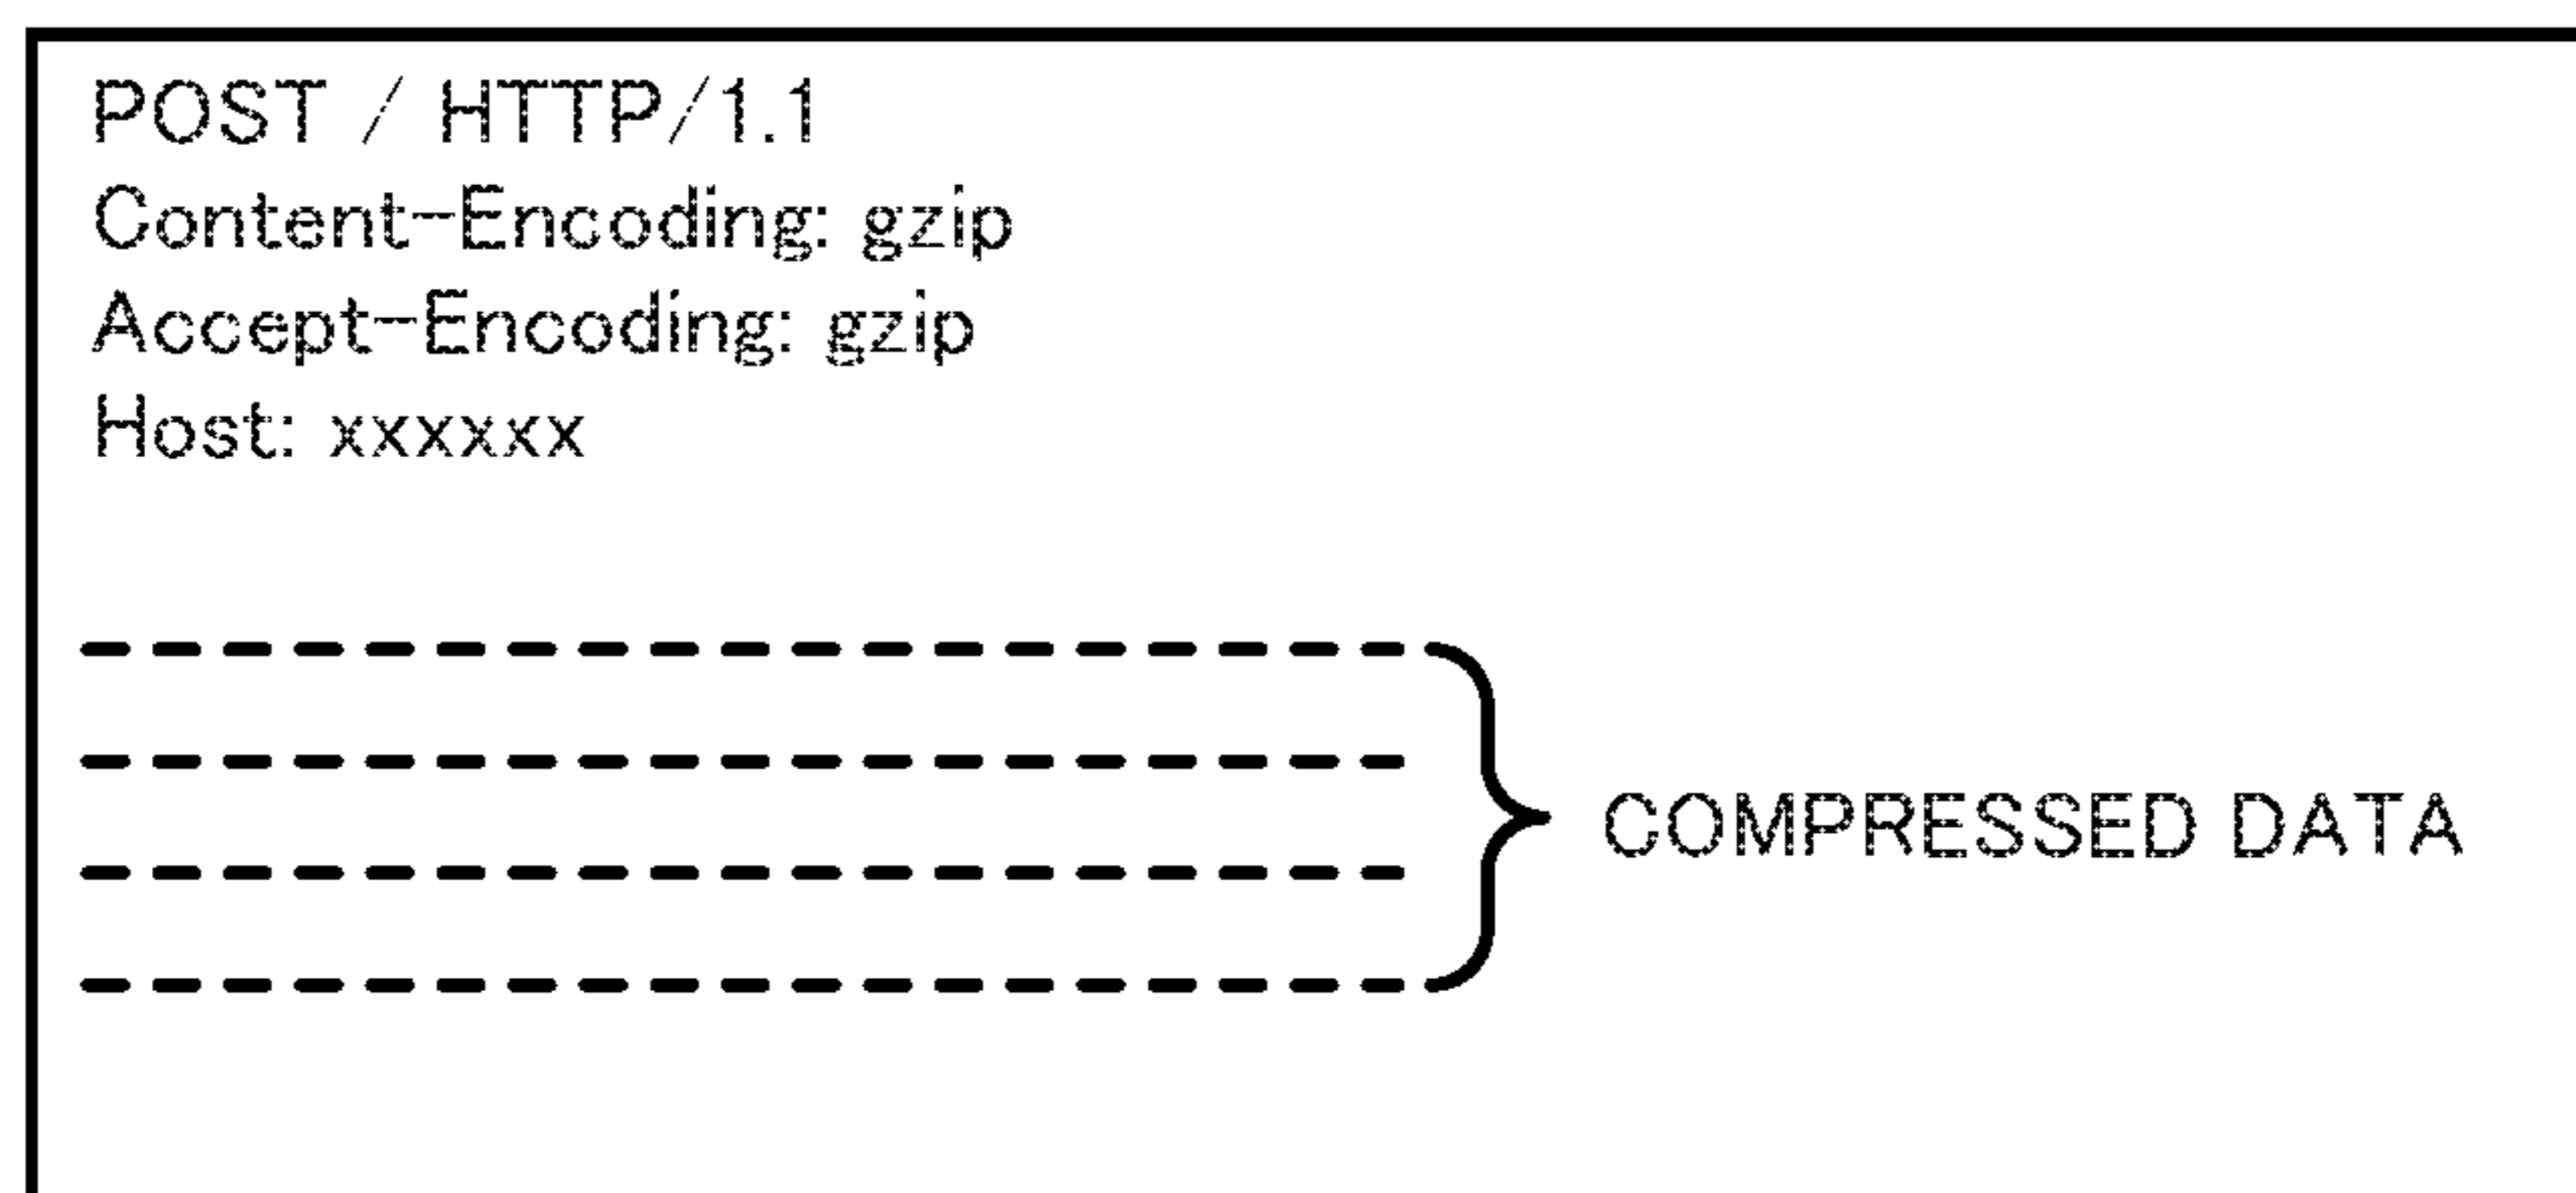 POST / HTTP/1.1
Content-Encoding: gzip
Accept-Encoding: gzip
Host: xxxxxx
COMPRESSED DATA